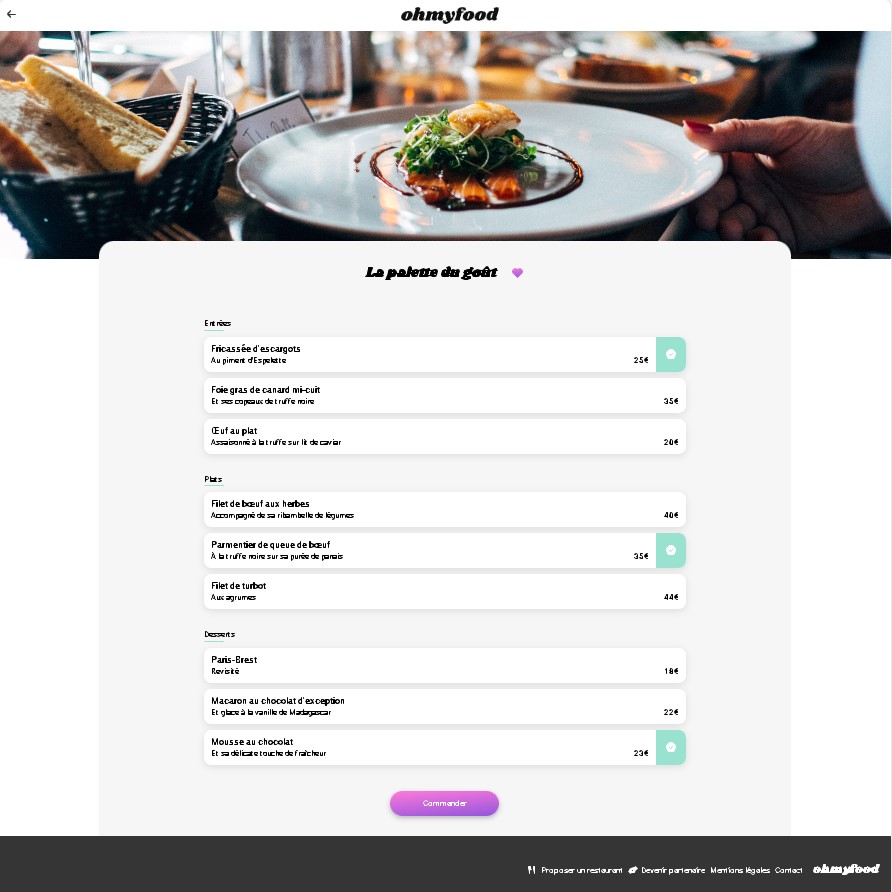 ohmyfood
La palette du goût
Entrées
Fricassée d'escargots
Au piment d'Espelette
25€
Foie gras de canard mi-cuit
Et ses copeaux de truffe noire
35€
Œuf au plat
Assaisonné à la truffe sur lit de caviar
20€
Plats
Filet de bœuf aux herbes
Accompagné de sa ribambelle de légumes
40€
Parmentier de queue de bœuf
À la truffe noire sur sa purée de panais
35€
Filet de turbot
Aux agrumes
44€
Desserts
Paris-Brest
Revisité
18€
Macaron au chocolat d'exception
Et glace à la vanille de Madagascar
22€
Mousse au chocolat
Et sa délicate touche de fraîcheur
23€
Commander
Proposer un restaurant Devenir partenaire Mentions légales Contact ohmyfood